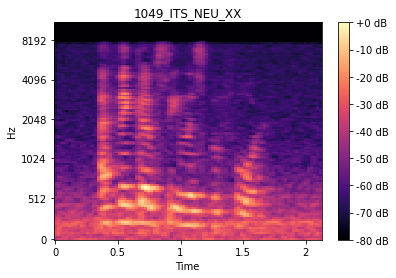 1049_ITS_NEU_XX
8192
4096
2048
1024
512
0
Hz
0
0.5
1
1.5
2
Time
+0 dB
-10 dB
-20 dB
-30 dB
-40 dB
-50 dB
-60 dB
-70 dB
-80 dB